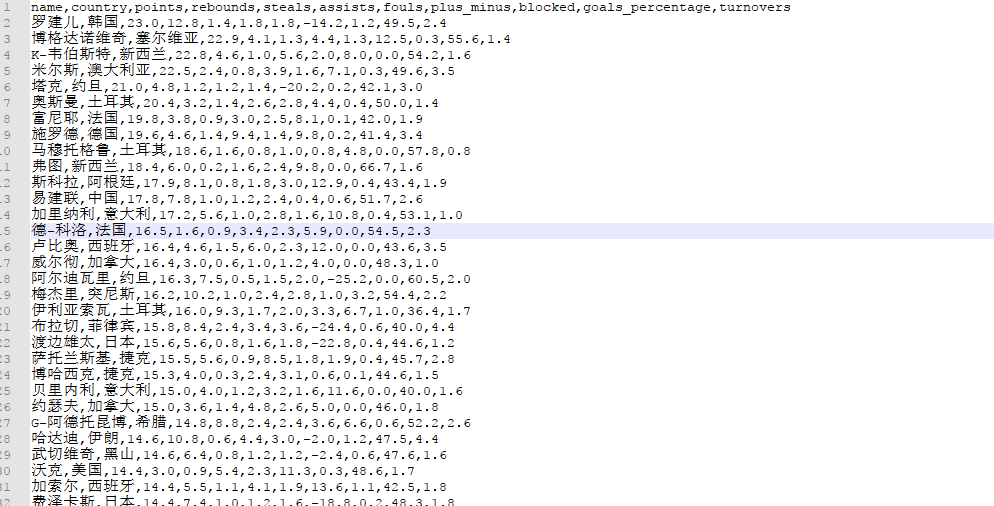 1 name,country,points,rebounds,steals,assists,fouls,plus_minus,blocked,goals_percentage,turnovers
2 罗健儿,韩国,23.0,12.8,1.4,1.8,1.8,-14.2,1.2,49.5,2.4
3 博格达诺维奇,塞尔维亚,22.9,4.1,1.3,4.4,1.3,12.5,0.3,55.6,1.4
4 K-韦伯斯特,新西兰,22.8,4.6,1.0,5.6,2.0,8.0,0.0,54.2,1.6
5 米尔斯,澳大利亚,22.5,2.4,0.8,3.9,1.6,7.1,0.3,49.6,3.5
6 塔克,约旦,21.0,4.8,1.2,1.2,1.4,-20.2,0.2,42.1,3.0
7 奥斯曼,土耳其,20.4,3.2,1.4,2.6,2.8,4.4,0.4,50.0,1.4
8 富尼耶,法国,19.8,3.8,0.9,3.0,2.5,8.1,0.1,42.0,1.9
9 施罗德,德国,19.6,4.6,1.4,9.4,1.4,9.8,0.2,41.4,3.4
10 马穆托格鲁,土耳其,18.6,1.6,0.8,1.0,0.8,4.8,0.0,57.8,0.8
11 弗图,新西兰,18.4,6.0,0.2,1.6,2.4,9.8,0.0,66.7,1.6
12 斯科拉,阿根廷,17.9,8.1,0.8,1.8,3.0,12.9,0.4,43.4,1.9
13 易建联,中国,17.8,7.8,1.0,1.2,2.4,0.4,0.6,51.7,2.6
14 加里纳利,意大利,17.2,5.6,1.0,2.8,1.6,10.8,0.4,53.1,1.0
15 德-科洛,法国,16.5,1.6,0.9,3.4,2.3,5.9,0.0,54.5,2.3
16 卢比奥,西班牙,16.4,4.6,1.5,6.0,2.3,12.0,0.0,43.6,3.5
17 威尔彻,加拿大,16.4,3.0,0.6,1.0,1.2,4.0,0.0,48.3,1.0
18 阿尔迪瓦里,约旦,16.3,7.5,0.5,1.5,2.0,-25.2,0.0,60.5,2.0
19 梅杰里,突尼斯,16.2,10.2,1.0,2.4,2.8,1.0,3.2,54.4,2.2
20 伊利亚索瓦,土耳其,16.0,9.3,1.7,2.0,3.3,6.7,1.0,36.4,1.7
21 布拉切,菲律宾,15.8,8.4,2.4,3.4,3.6,-24.4,0.6,40.0,4.4
22 渡边雄太,日本,15.6,5.6,0.8,1.6,1.8,-22.8,0.4,44.6,1.2
23 萨托兰斯基,捷克,15.5,5.6,0.9,8.5,1.8,1.9,0.4,45.7,2.8
24 博哈西克,捷克,15.3,4.0,0.3,2.4,3.1,0.6,0.1,44.6,1.5
25 贝里内利,意大利,15.0,4.0,1.2,3.2,1.6,11.6,0.0,40.0,1.6
26 约瑟夫,加拿大,15.0,3.6,1.4,4.8,2.6,5.0,0.0,46.0,1.8
27 G-阿德托昆博,希腊,14.8,8.8,2.4,2.4,3.6,6.6,0.6,52.2,2.6
28 哈达迪,伊朗,14.6,10.8,0.6,4.4,3.0,-2.0,1.2,47.5,4.4
29 武切维奇,黑山,14.6,6.4,0.8,1.2,1.2,-2.4,0.6,47.6,1.6
30 沃克,美国,14.4,3.0,0.9,5.4,2.3,11.3,0.3,48.6,1.7
31 加索尔,西班牙,14.4,5.5,1.1,4.1,1.9,13.6,1.1,42.5,1.8
32 费泽卡斯,日本,14.4,7.4,1.0,1.2,1.6,-18.8,0.2,48.3,1.8